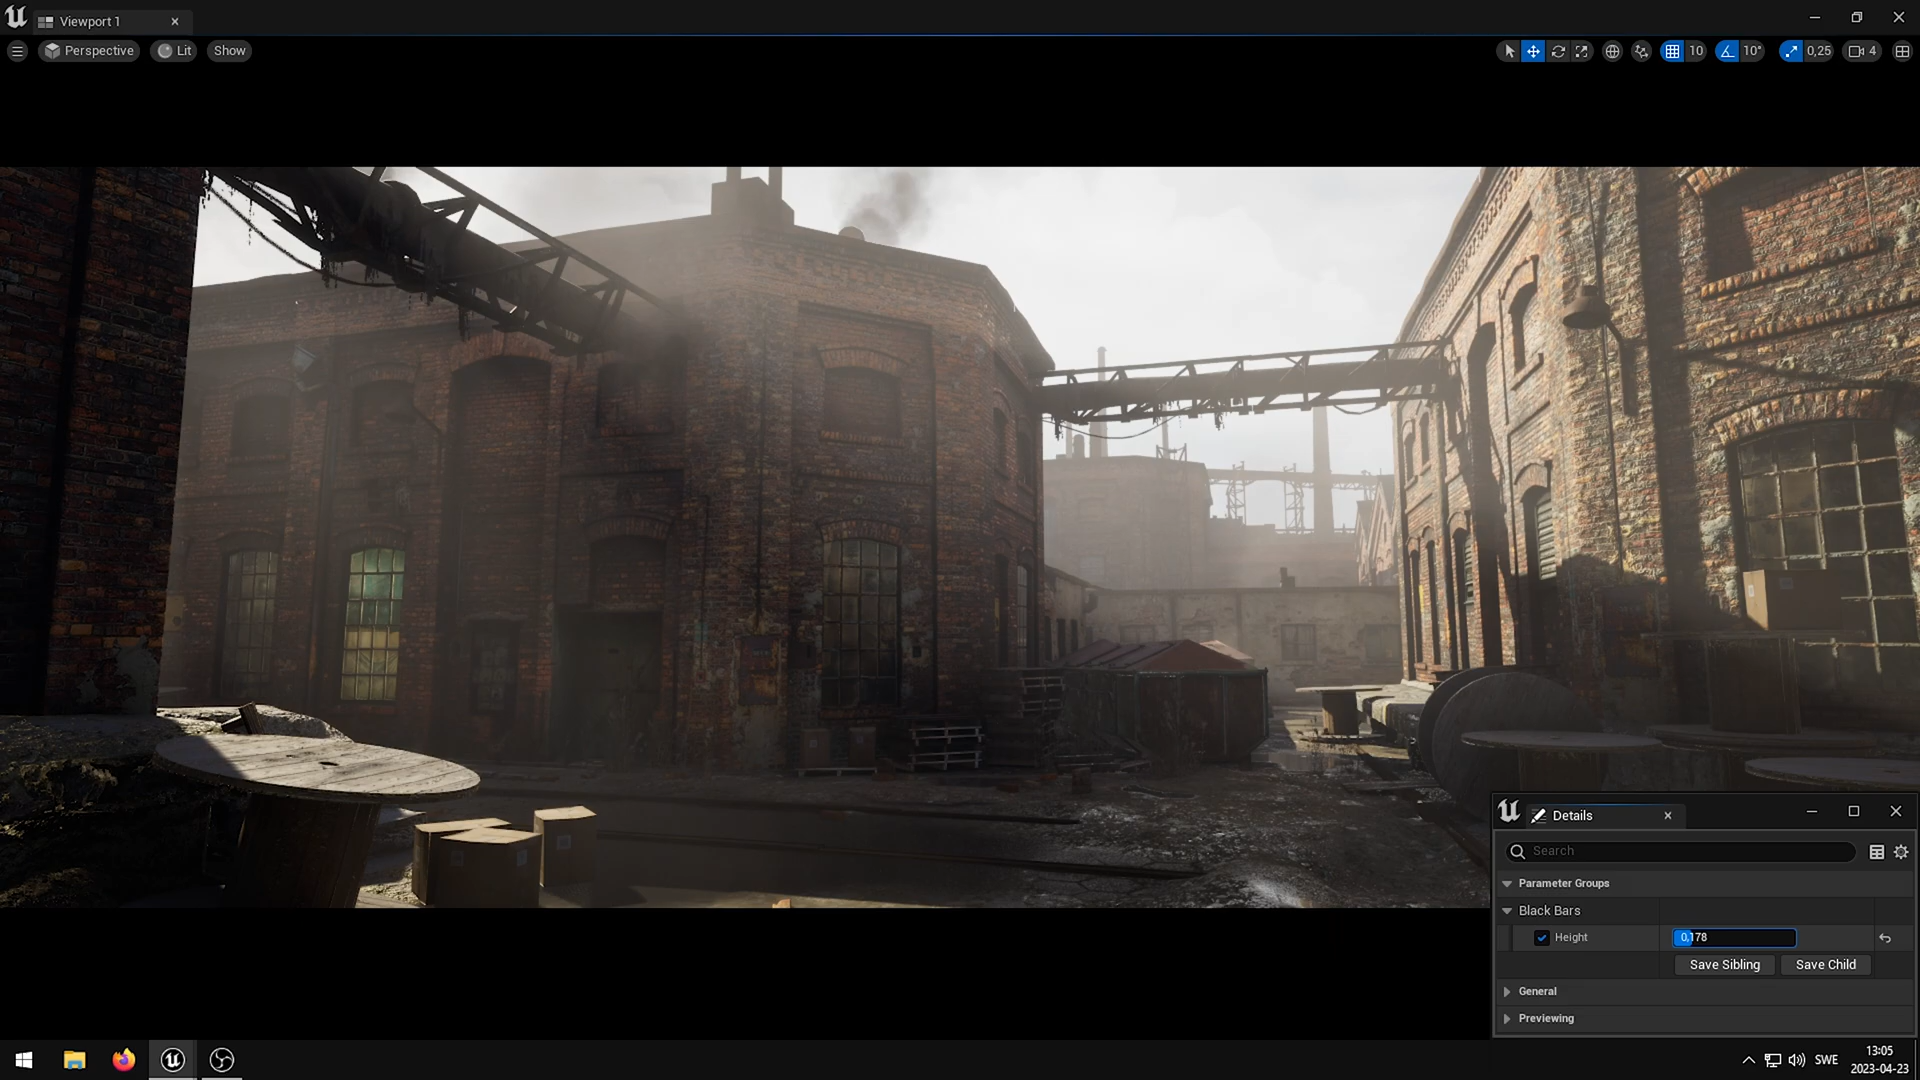 Viewport 1
Perspective
Lit
Show
10
10°
0,25
4
Details
Search
Parameter Groups
Black Bars
Height
0,178
Save Sibling
Save Child
General
Previewing
SWE
13:05
2023-04-23